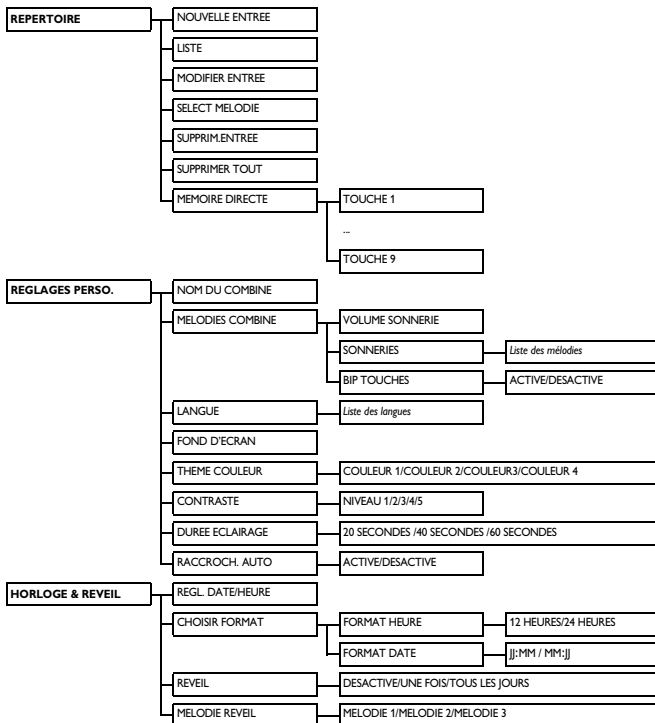 REPERTOIRE
NOUVELLE ENTREE
LISTE
MODIFIER ENTREE
SELECT MELODIE
SUPPRIM.ENTREE
SUPPRIMER TOUT
MEMOIRE DIRECTE
TOUCHE 1
...
TOUCHE 9
REGLAGES PERSO.
NOM DU COMBINE
MELODIES COMBINE
VOLUME SONNERIE
SONNERIES
Liste des mélodies
BIP TOUCHES
ACTIVE/DESACTIVE
LANGUE
Liste des langues
FOND D'ECRAN
THEME COULEUR
COULEUR 1/COULEUR 2/COULEUR3/COULEUR 4
CONTRASTE
NIVEAU 1/2/3/4/5
DUREE ECLAIRAGE
20 SECONDES /40 SECONDES /60 SECONDES
RACCROCH. AUTO
ACTIVE/DESACTIVE
HORLOGE & REVEIL
REGL. DATE/HEURE
CHOISIR FORMAT
FORMAT HEURE
12 HEURES/24 HEURES
FORMAT DATE
JJ:MM / MM:JJ
REVEIL
DESACTIVE/UNE FOIS/TOUS LES JOURS
MELODIE REVEIL
MELODIE 1/MELODIE 2/MELODIE 3